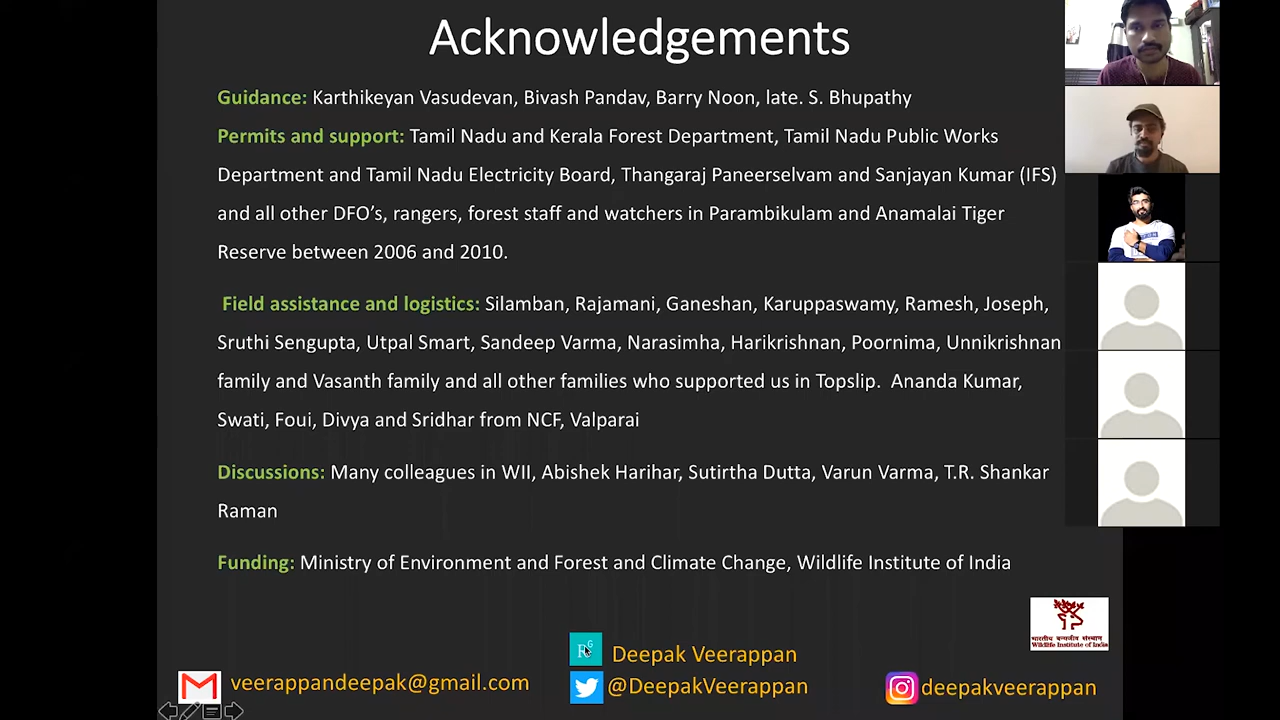 Acknowledgements
Guidance: Karthikeyan Vasudevan, Bivash Pandav, Barry Noon, late. S. Bhupathy
Permits and support: Tamil Nadu and Kerala Forest Department, Tamil Nadu Public Works
Department and Tamil Nadu Electricity Board, Thangaraj Paneerselvam and Sanjayan Kumar (IFS)
and all other DFO's, rangers, forest staff and watchers in Parambikulam and Anamalai Tiger
Reserve between 2006 and 2010.
Field assistance and logistics: Silamban, Rajamani, Ganeshan, Karuppaswamy, Ramesh, Joseph,
Sruthi Sengupta, Utpal Smart, Sandeep Varma, Narasimha, Harikrishnan, Poornima, Unnikrishnan
family and Vasanth family and all other families who supported us in Topslip. Ananda Kumar,
Swati, Foui, Divya and Sridhar from NCF, Valparai
Discussions: Many colleagues in WII, Abishek Harihar, Sutirtha Dutta, Varun Varma, T.R. Shankar
Raman
Funding: Ministry of Environment and Forest and Climate Change, Wildlife Institute of India
भारतीय वन्यजीव संस्थान
Wildlife Institute of India
RG Deepak Veerappan
veerappandeepak@gmail.com @DeepakVeerappan deepakveerappan